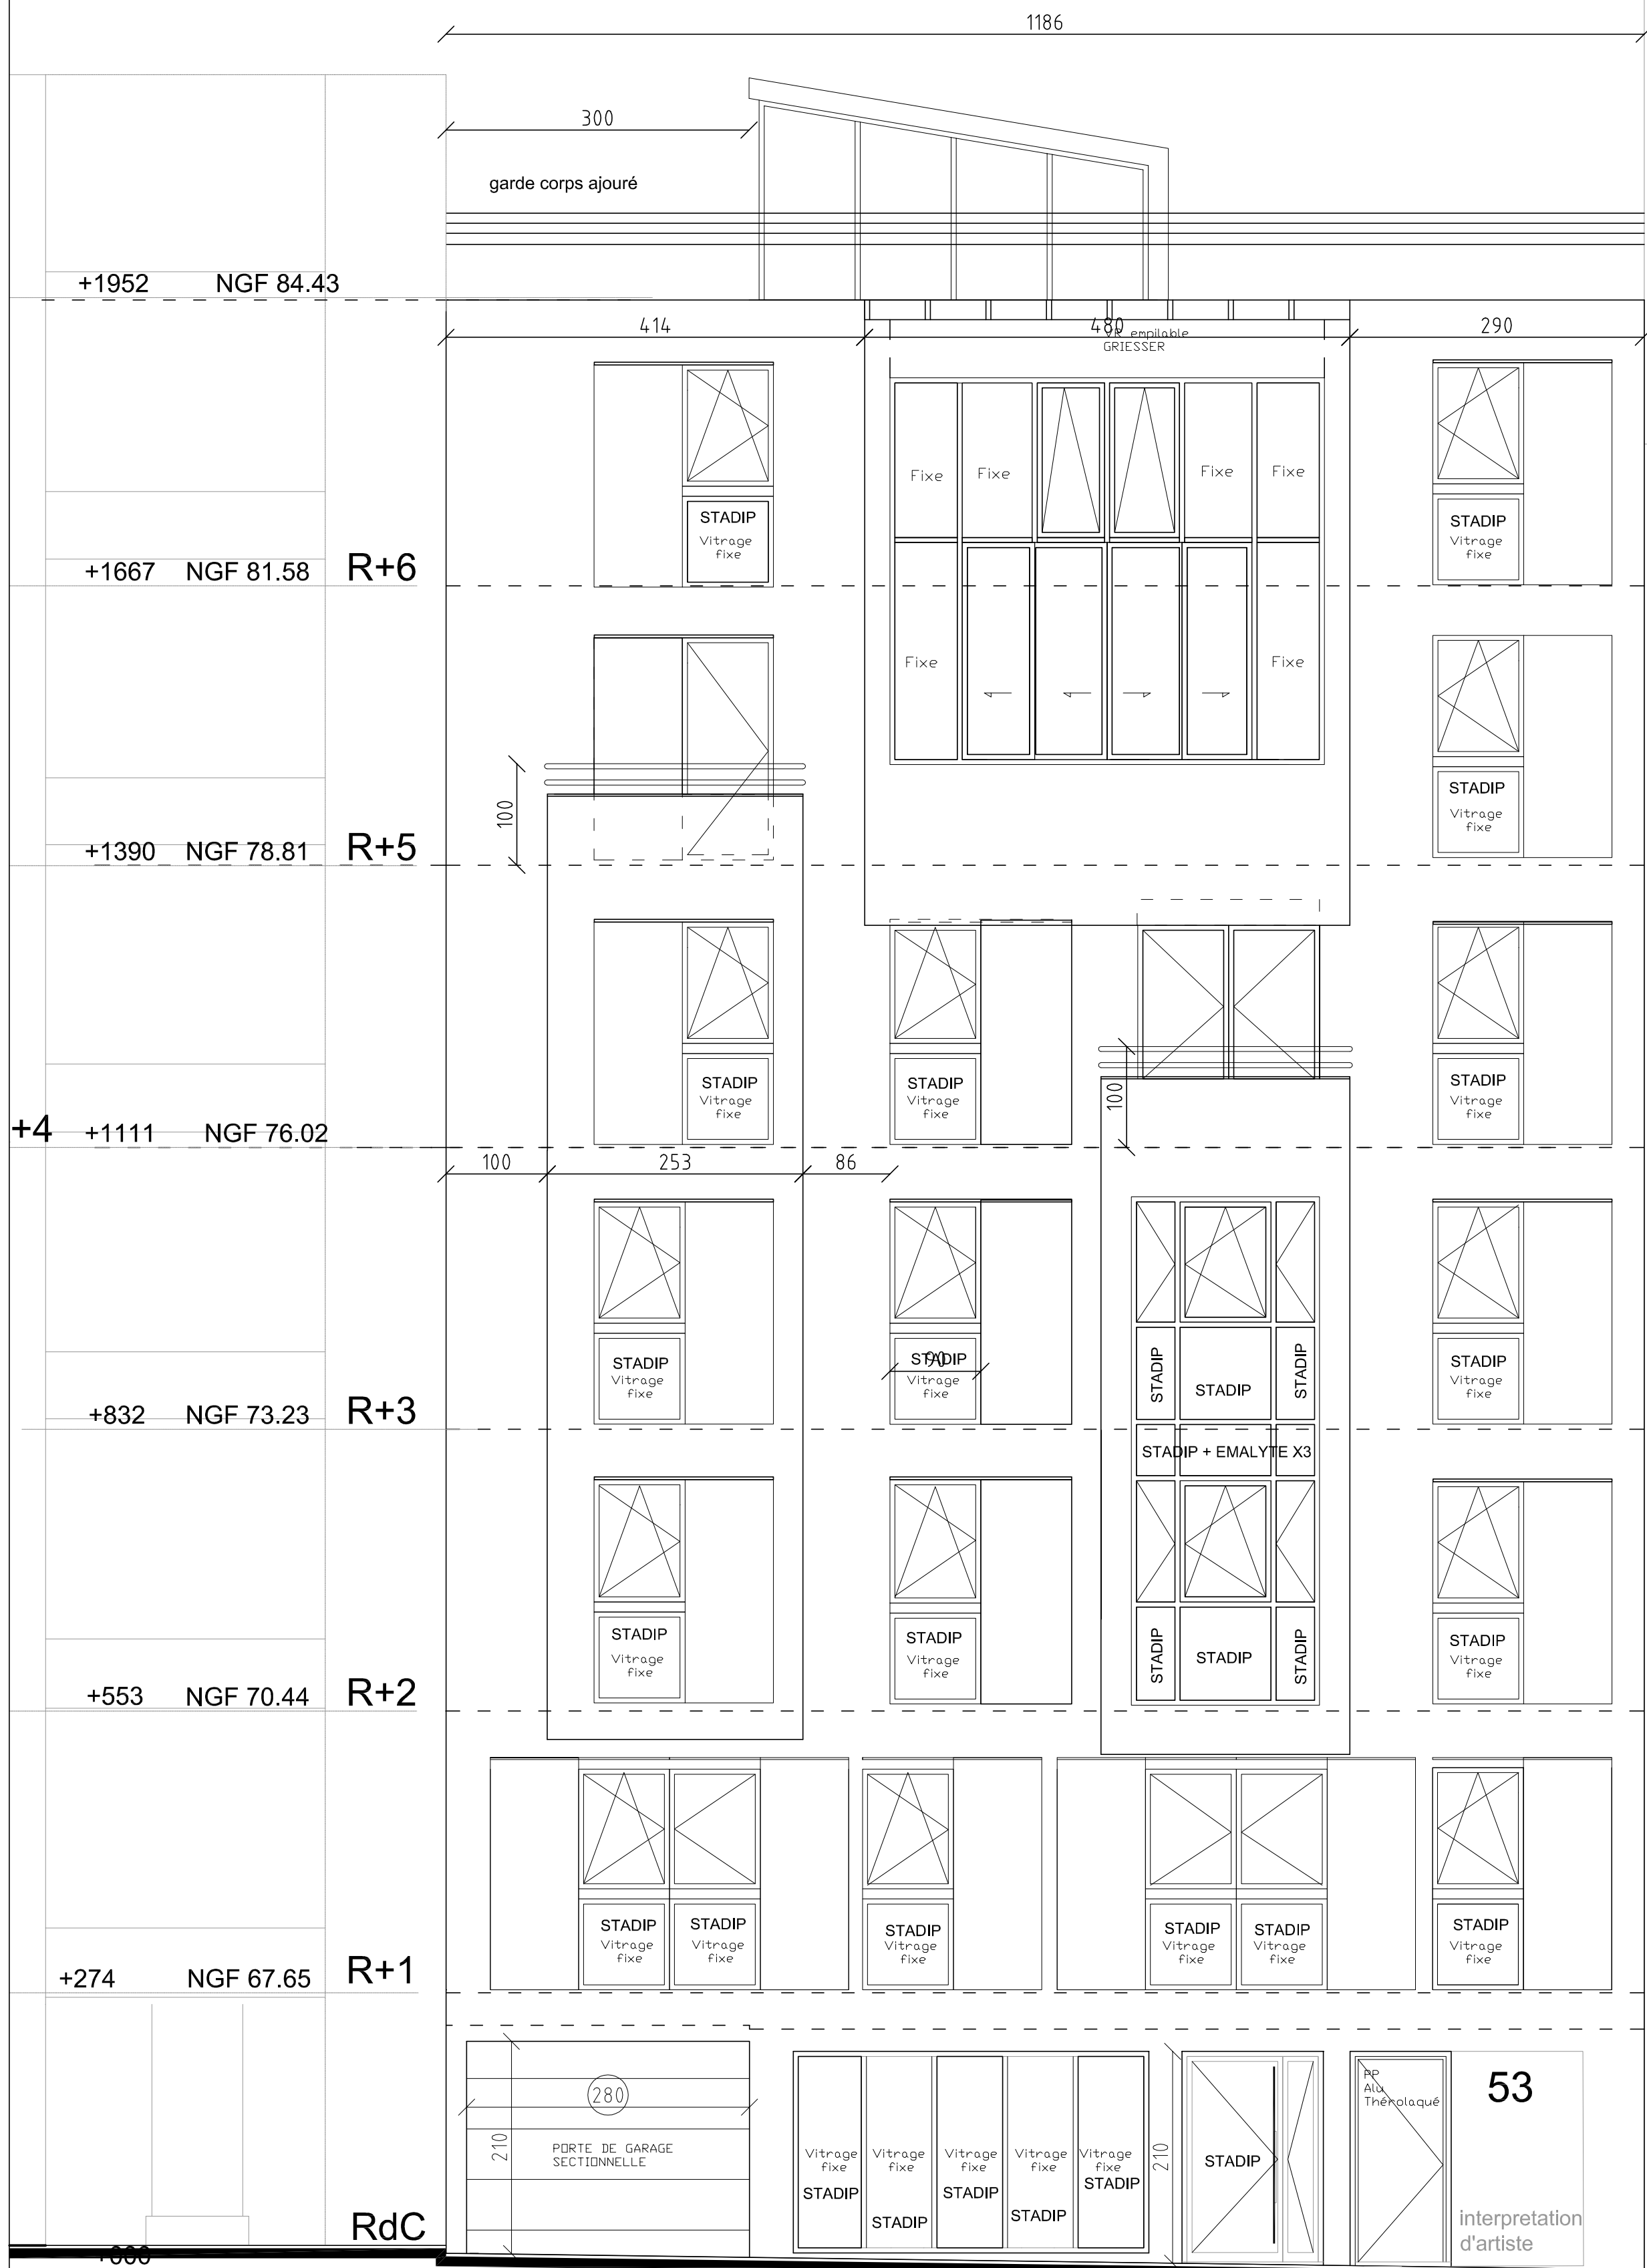 1186
300
garde corps ajouré
+1952 NGF 84.43
414 480 290
VR empilable
GRIESSER
Fixe Fixe Fixe Fixe
STADIP
Vitrage
fixe
STADIP
Vitrage
fixe
+1667 NGF 81.58 R+6
Fixe Fixe
STADIP
Vitrage
fixe
100
+1390 NGF 78.81 R+5
STADIP
Vitrage
fixe
STADIP
Vitrage
fixe
STADIP
Vitrage
fixe
100
+4 +1111 NGF 76.02
100 253 86
STADIP
Vitrage
fixe
STADIP
90
Vitrage
fixe
STADIP
STADIP
STADIP
STADIP
Vitrage
fixe
+832 NGF 73.23 R+3
STADIP + EMALYTE X3
STADIP
Vitrage
fixe
STADIP
Vitrage
fixe
STADIP
STADIP
STADIP
STADIP
Vitrage
fixe
+553 NGF 70.44 R+2
STADIP
Vitrage
fixe
STADIP
Vitrage
fixe
STADIP
Vitrage
fixe
STADIP
Vitrage
fixe
STADIP
Vitrage
fixe
STADIP
Vitrage
fixe
+274 NGF 67.65 R+1
280
210
PORTE DE GARAGE
SECTIONNELLE
Vitrage
fixe
STADIP
Vitrage
fixe
STADIP
Vitrage
fixe
STADIP
Vitrage
fixe
STADIP
Vitrage
fixe
STADIP
210
STADIP
PP
Alu
Thérolaqué
53
interpretation
d'artiste
RdC
+000